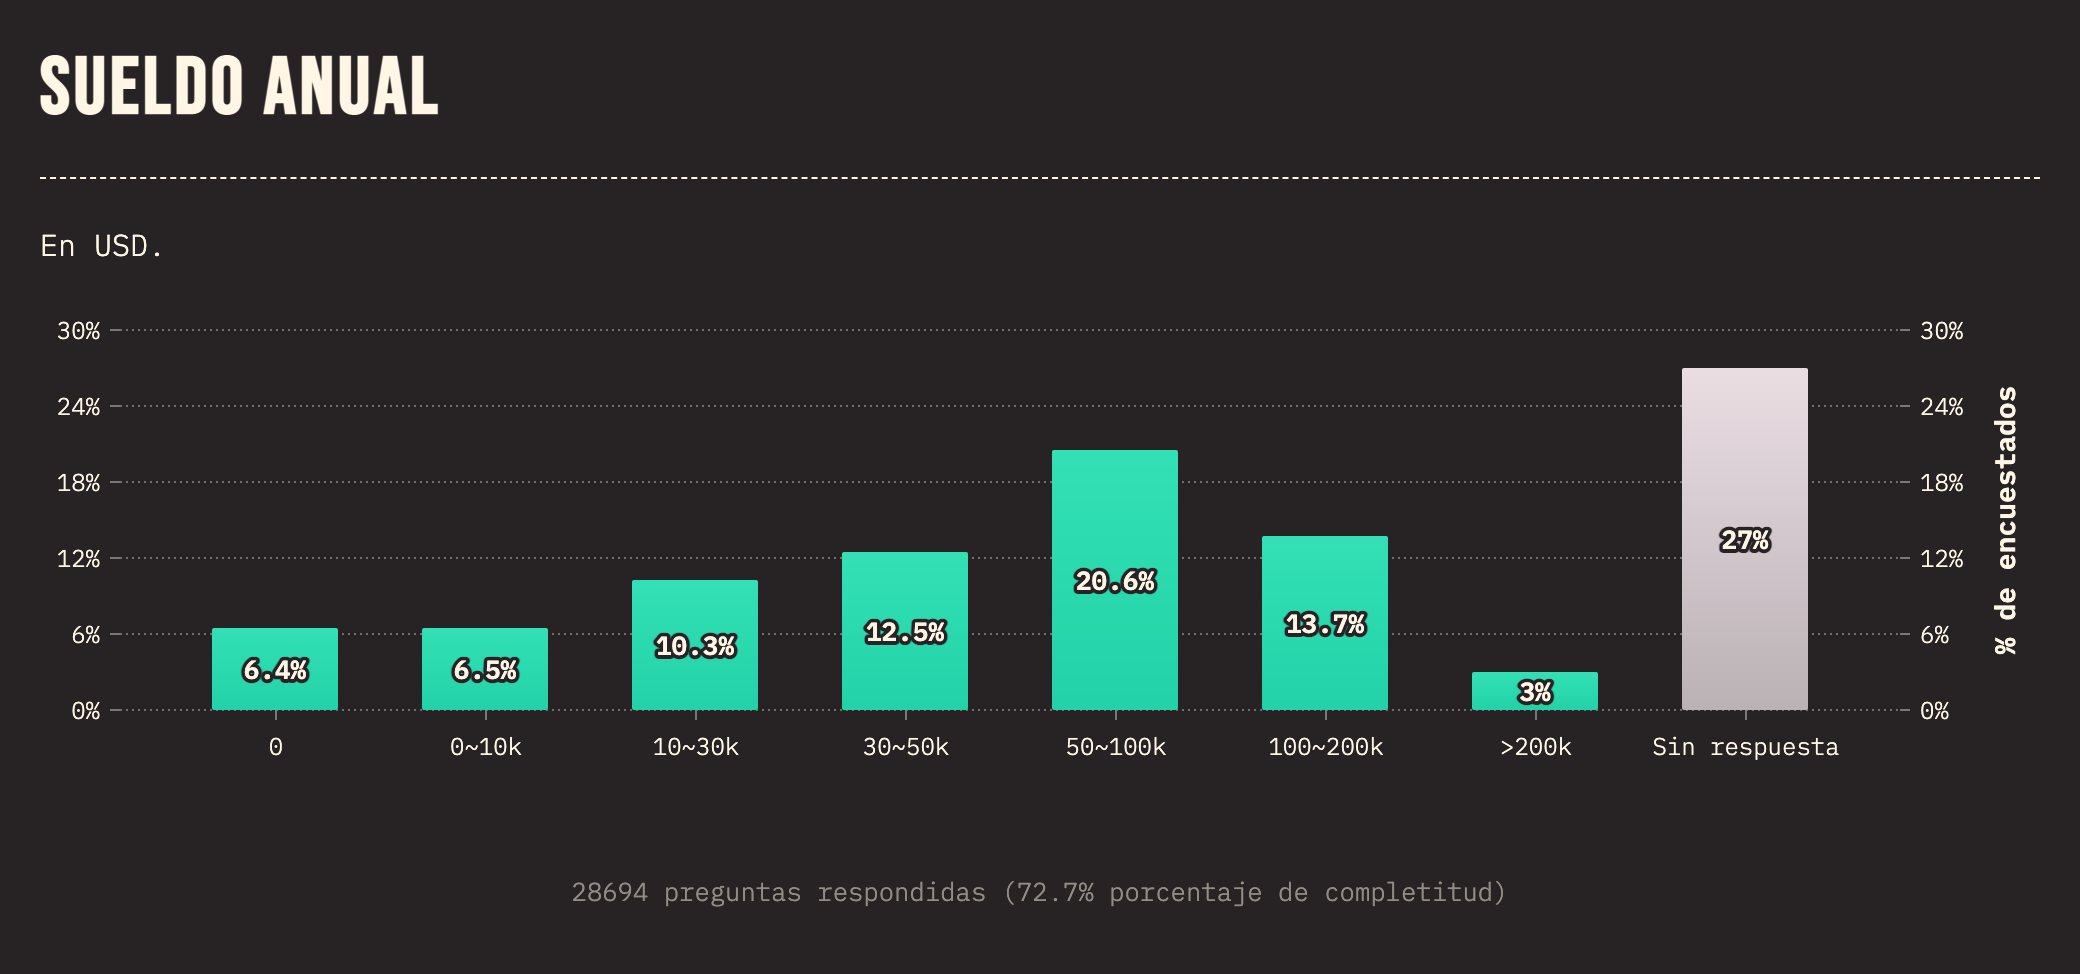 SUELDO ANUAL
En USD.
30%
24%
18%
12%
6%
0%
6.4%
6.5%
10.3%
12.5%
20.6%
13.7%
3%
27%
30%
24%
18%
12%
6%
0%
% de encuestados
0
0~10k
10~30k
30~50k
50~100k
100~200k
>200k
Sin respuesta
28694 preguntas respondidas (72.7% porcentaje de completitud)